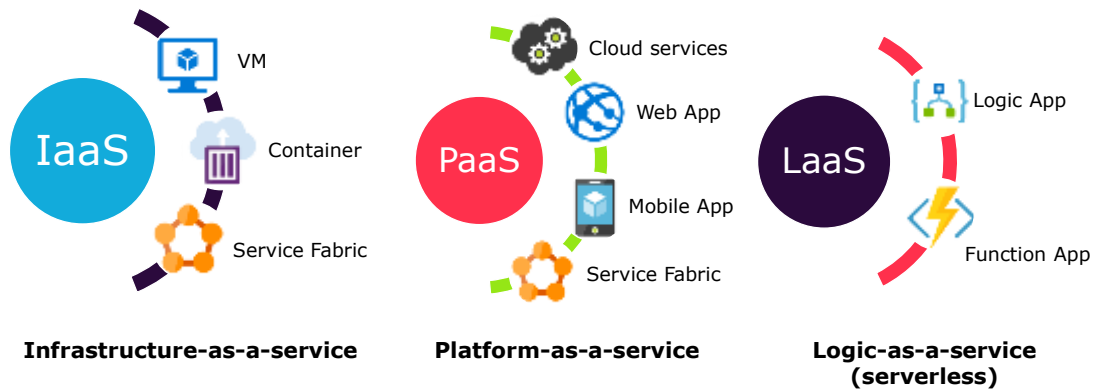 IaaS
VM
Container
Service Fabric
Infrastructure-as-a-service
PaaS
Cloud services
Web App
Mobile App
Service Fabric
Platform-as-a-service
LaaS
Logic App
Function App
Logic-as-a-service
(serverless)